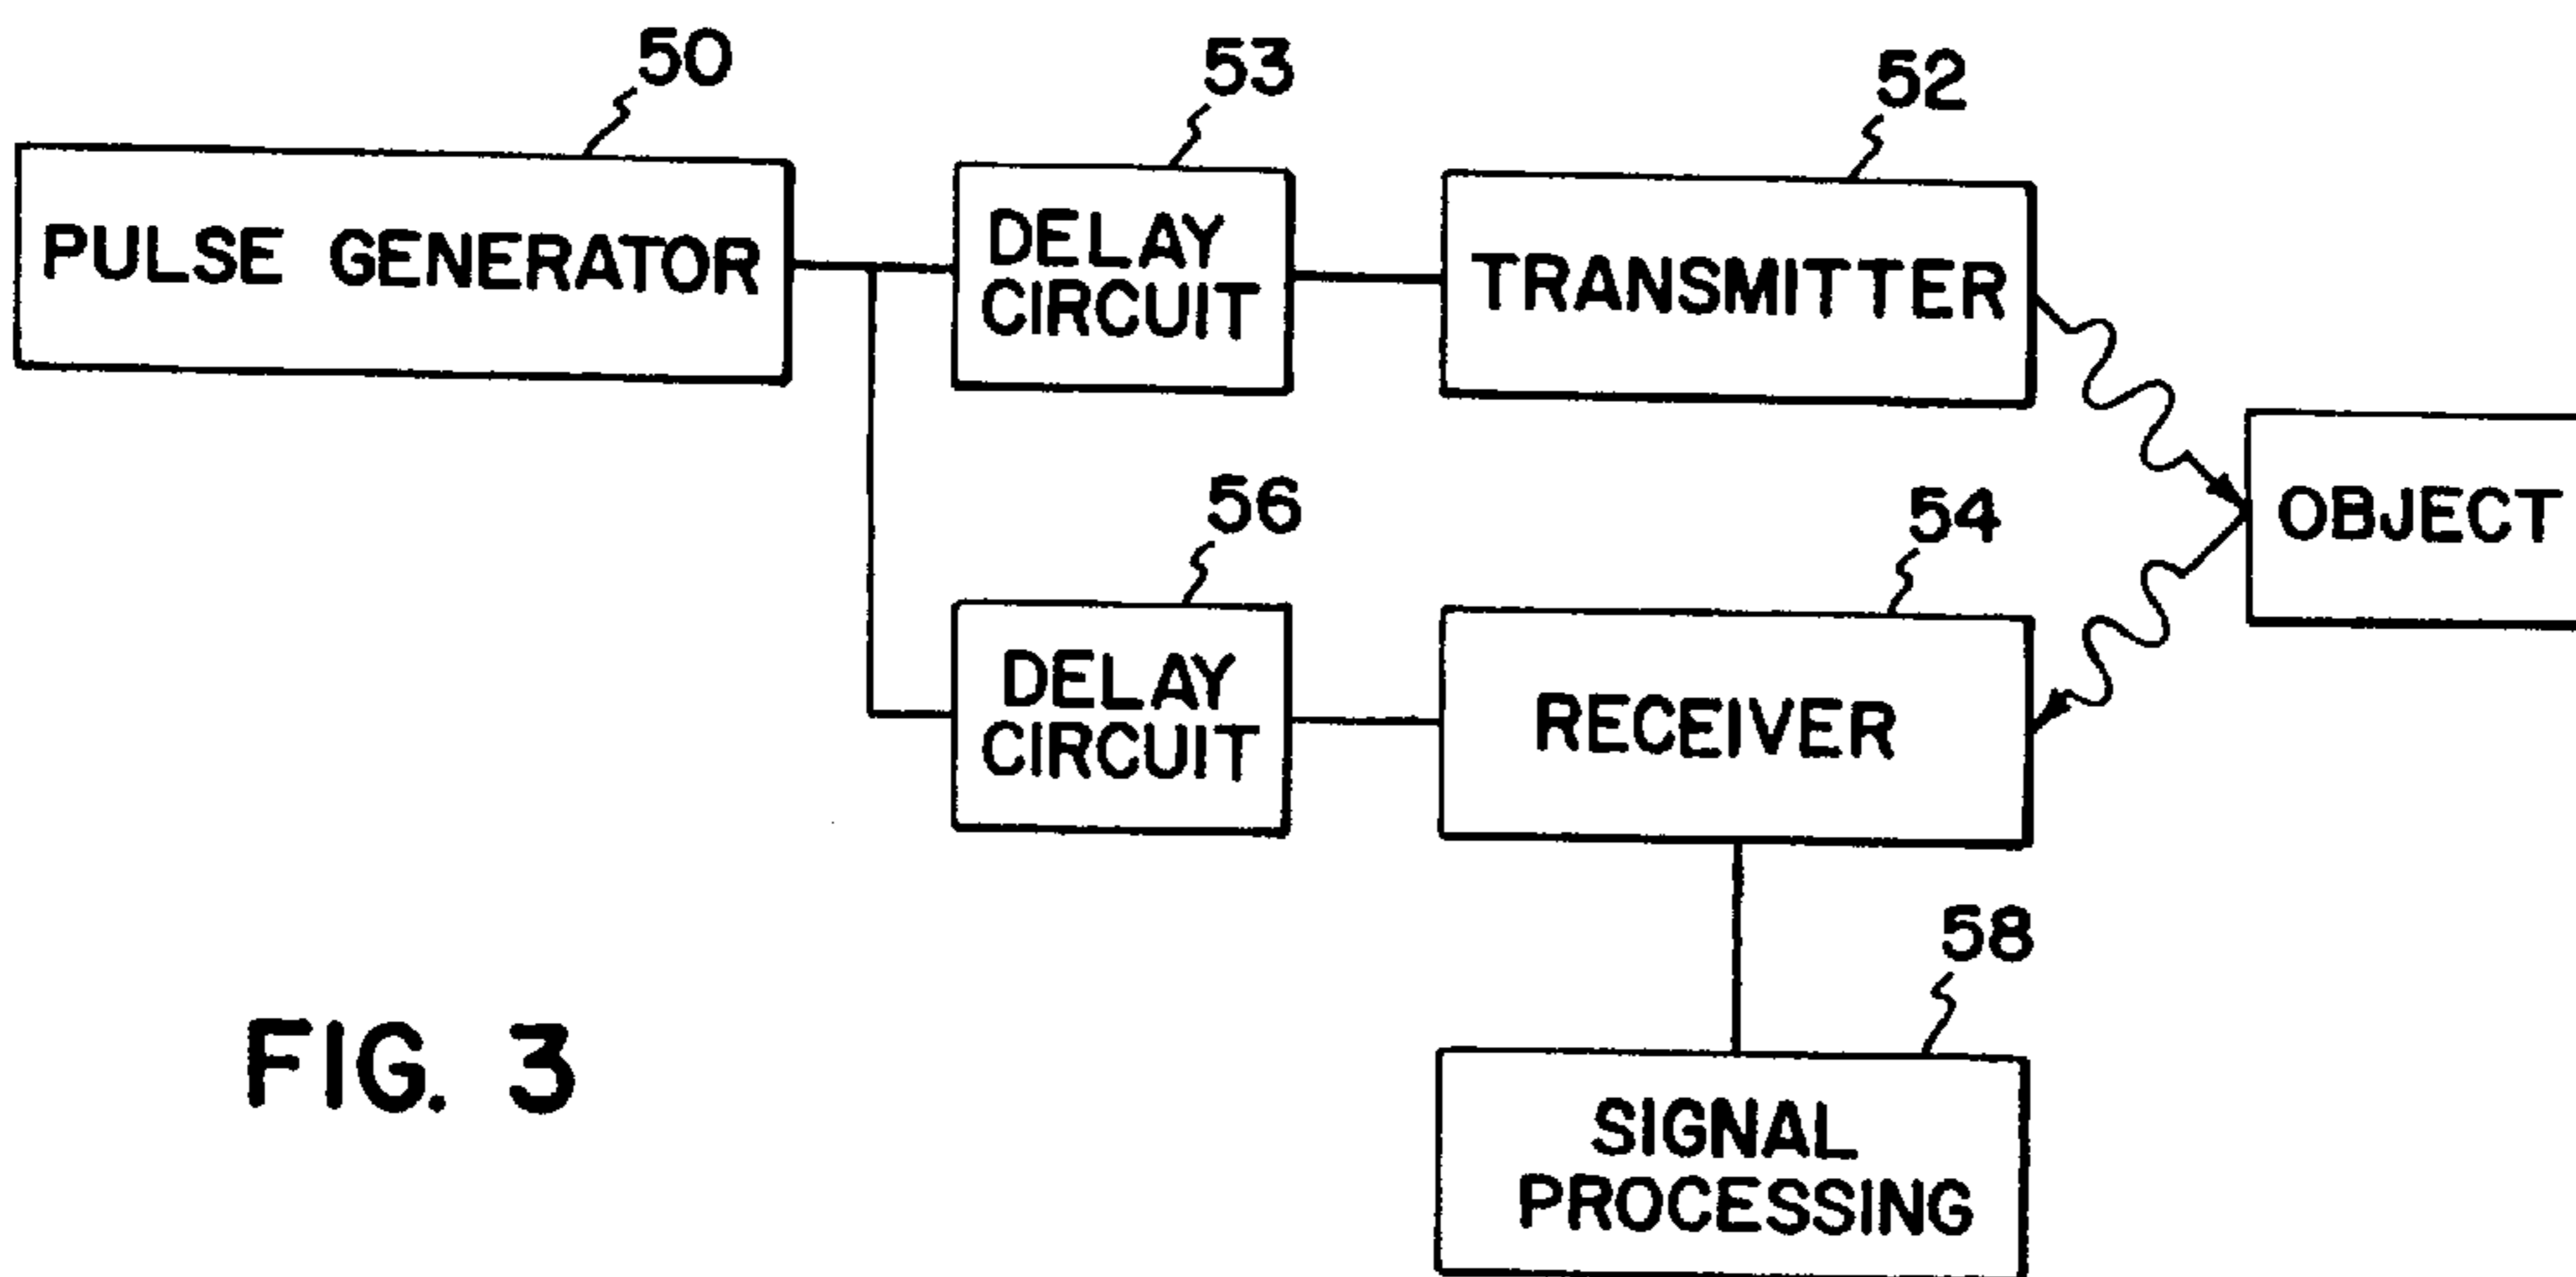 50
53
52
PULSE GENERATOR
DELAY
CIRCUIT
TRANSMITTER
56
54
OBJECT
DELAY
CIRCUIT
RECEIVER
58
FIG. 3
SIGNAL
PROCESSING